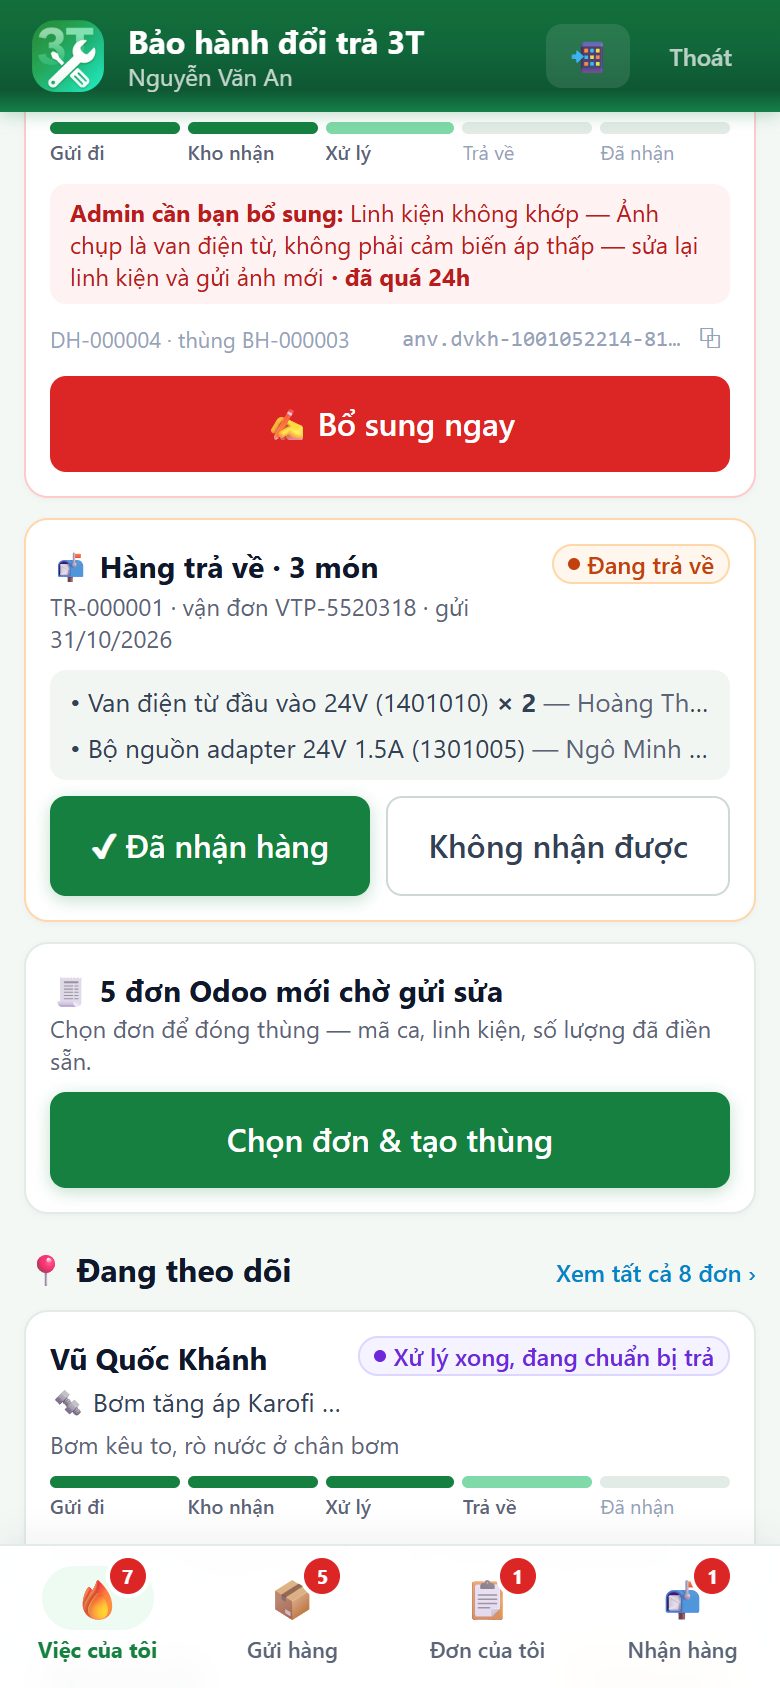 3T
Bảo hành đổi trả 3T
Nguyễn Văn An
Thoát
Gửi đi
Kho nhận
Xử lý
Trả về
Đã nhận
Admin cần bạn bổ sung: Linh kiện không khớp — Ảnh
chụp là van điện từ, không phải cảm biến áp thấp — sửa lại
linh kiện và gửi ảnh mới · đã quá 24h
DH-000004 · thùng BH-000003
anv.dvkh-1001052214-81…
Bổ sung ngay
Hàng trả về · 3 món
Đang trả về
TR-000001 · vận đơn VTP-5520318 · gửi
31/10/2026
• Van điện từ đầu vào 24V (1401010) × 2 — Hoàng Th…
• Bộ nguồn adapter 24V 1.5A (1301005) — Ngô Minh …
✔ Đã nhận hàng
Không nhận được
5 đơn Odoo mới chờ gửi sửa
Chọn đơn để đóng thùng — mã ca, linh kiện, số lượng đã điền
sẵn.
Chọn đơn & tạo thùng
Đang theo dõi
Xem tất cả 8 đơn ›
Vũ Quốc Khánh
Xử lý xong, đang chuẩn bị trả
Bơm tăng áp Karofi …
Bơm kêu to, rò nước ở chân bơm
Gửi đi
Kho nhận
Xử lý
Trả về
Đã nhận
7
Việc của tôi
5
Gửi hàng
1
Đơn của tôi
1
Nhận hàng